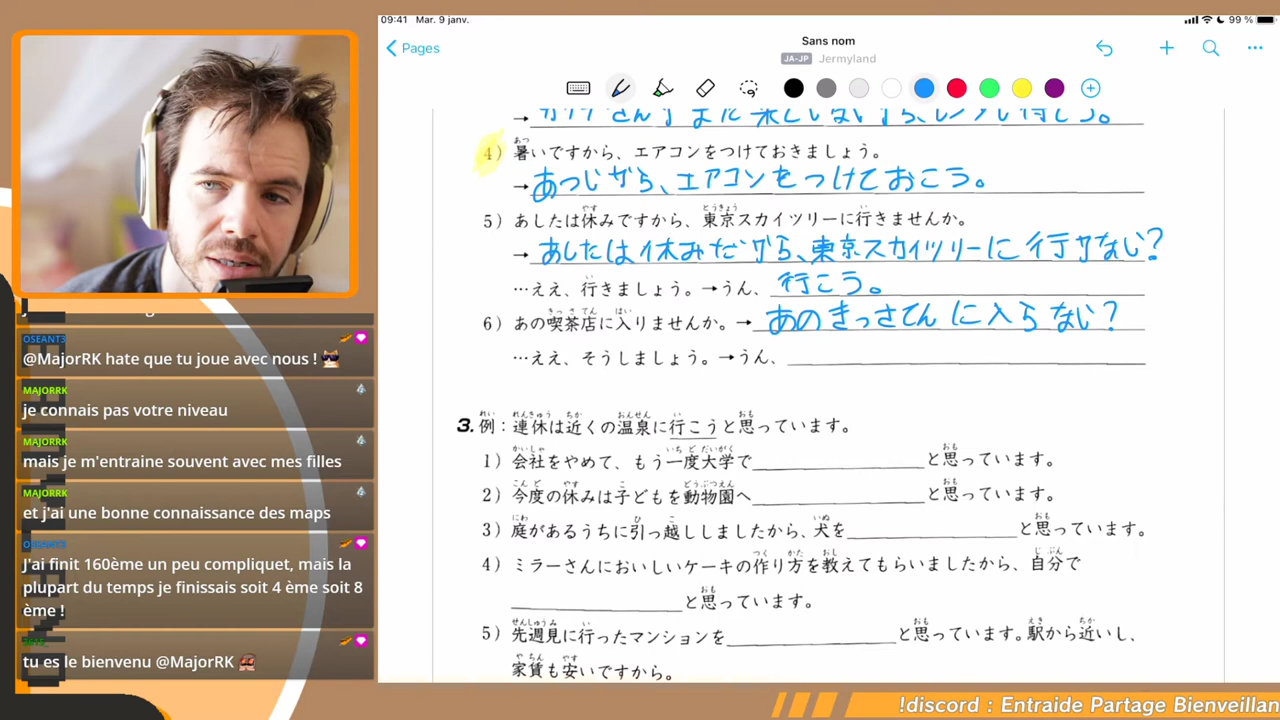 09:41 Mar. 9 janv.
99 %
Pages
Sans nom
JA-JP Jermyland
4) 暑いですから、エアコンをつけておきましょう。
→ あつじがら、エアコンをつけておこう。
5) あしたは休みですから、東京スカイツリーに行きませんか。
→ あしたは休みだから、東京スカイツリーに行かない?
…ええ、行きましょう。→うん、行こう。
6) あの喫茶店に入りませんか。→ あのきっさてんに入らない?
…ええ、そうしましょう。→うん、
3. 例:連休は近くの温泉に行こうと思っています。
1) 会社をやめて、もう一度大学で と思っています。
2) 今度の休みは子どもを動物園へ と思っています。
3) 庭があるうちに引っ越ししましたから、犬を と思っています。
4) ミラーさんにおいしいケーキの作り方を教えてもらいましたから、自分で
と思っています。
5) 先週見に行ったマンションを と思っています。駅から近いし、
家賃も安いですから。
OSEANT3
@MajorRK hate que tu joue avec nous !
MAJORRK
je connais pas votre niveau
MAJORRK
mais je m'entraine souvent avec mes filles
MAJORRK
et j'ai une bonne connaissance des maps
OSEANT3
J'ai finit 160ème un peu compliquet, mais la
plupart du temps je finissais soit 4 ème soit 8
ème !
tu es le bienvenu @MajorRK
!discord : Entraide Partage Bienveillan